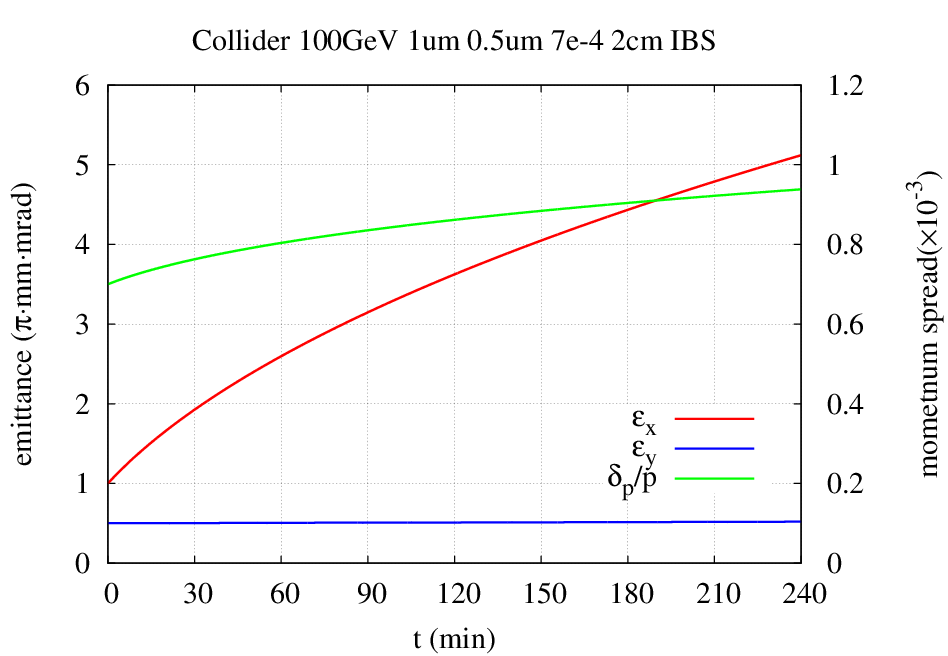 Collider 100GeV 1um 0.5um 7e-4 2cm IBS
6
5
4
3
2
1
0
1.2
1
0.8
0.6
0.4
0.2
0
emittance (π·mm·mrad)
mometnum spread(×10-3)
εx
εy
δp/p
0 30 60 90 120 150 180 210 240
t (min)